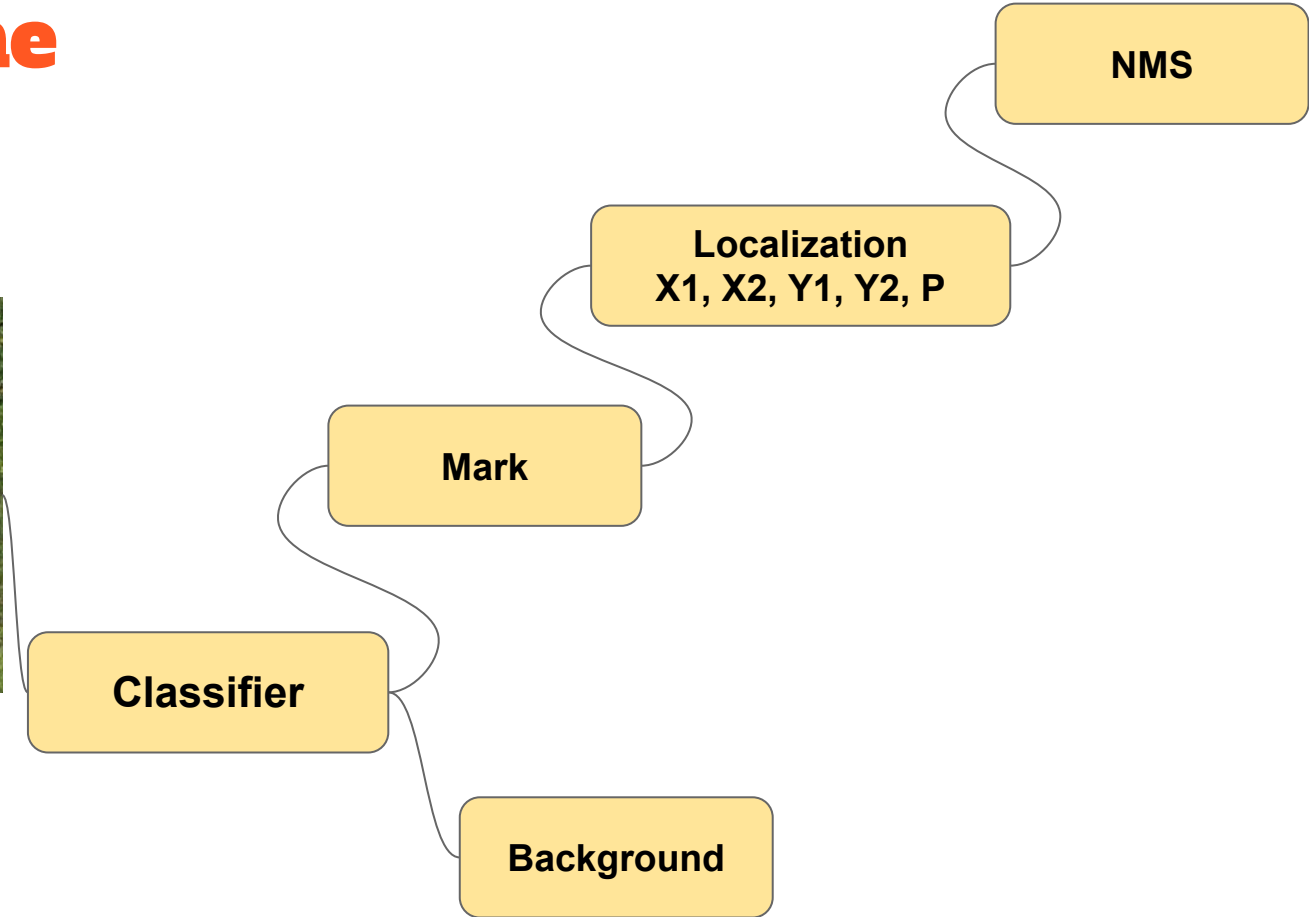 NMS
Localization
X1, X2, Y1, Y2, P
Mark
Classifier
Background